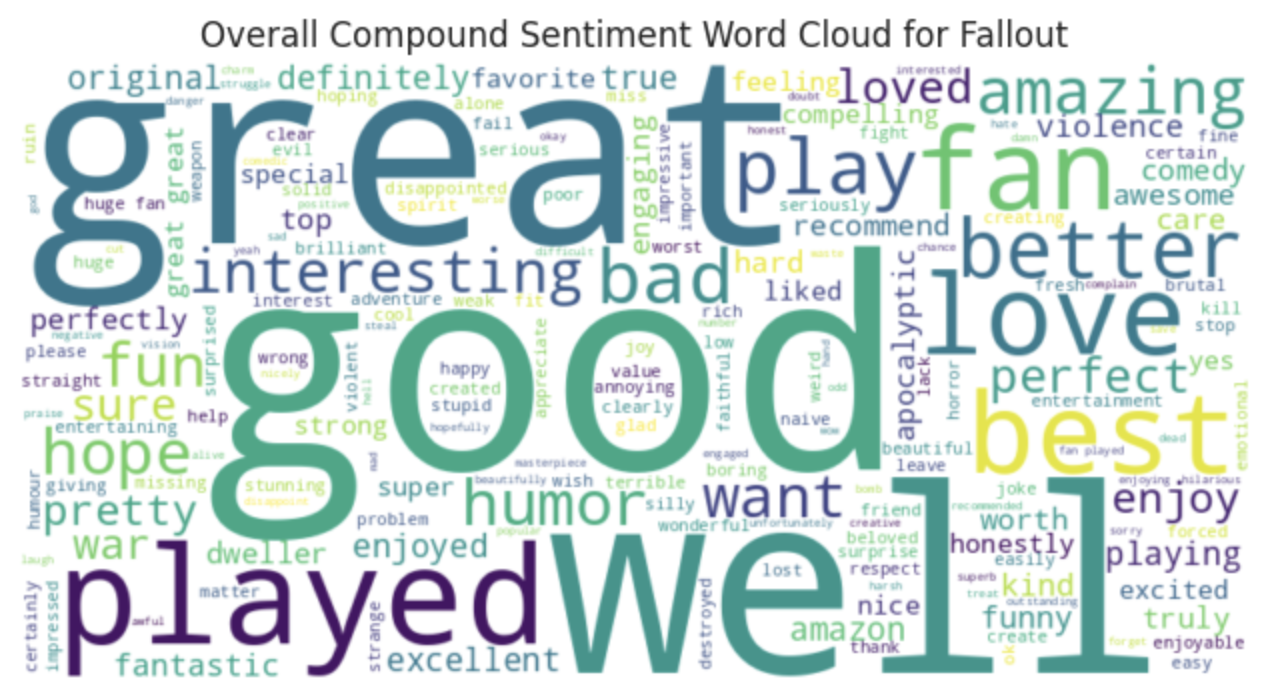 Overall Compound Sentiment Word Cloud for Fallout
original
charm
struggle
definitely
favorite
true
feeling
doubt
loved
interested
amazing
danger
hoping
alone
miss
compelling
great
ruin
clear
evil
fail
okay
serious
engaging
impressive
important
honest
fight
hate
damn
violence
fine
certain
comedy
awesome
play
fan
god
huge fan
great great
weapon
comedic
special
solid
positive
top
disappointed
spirit
worse
poor
seriously
recommend
creating
care
huge
cut
yeah
sad
brilliant
difficult
worst
waste
chance
better
interesting
bad
hard
liked
apocalyptic
fresh
complain
brutal
love
interest
adventure
weak
fit
cool
steal
rich
number
low
kill
stop
perfectly
negative
vision
please
straight
fun
surprised
wrong
nicely
violent
hell
happy
created
stupid
hopefully
appreciate
joy
value
annoying
clearly
glad
faithful
weird
hand
odd
naive
wow
lack
horror
perfect
save
yes
entertainment
good
praise
sure
help
entertaining
strong
mad
masterpiece
engaged
boring
beautiful
leave
best
fan played
dead
emotional
hope
alive
giving
missing
humour
stunning
disappoint
super
beautifully
wish
terrible
silly
want
bomb
humor
popular
wonderful
unfortunately
friend
creative
beloved
surprise
respect
harsh
recommended
joke
worth
enjoying
hilarious
enjoy
sorry
forced
pretty
problem
war
dweller
enjoyed
laugh
played
awful
matter
well
lost
honestly
easily
superb
treat
kind
outstanding
playing
excited
certainly
impressed
fantastic
strange
excellent
destroyed
nice
amazon
thank
funny
create
ok
truly
forget
enjoyable
easy